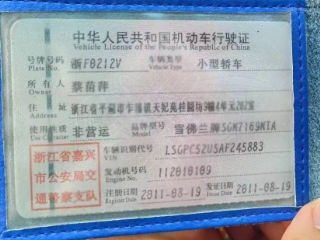 中华人民共和国机动车行驶证
Vehicle License of the People's Republic of China
号牌号码 浙F0212V 车辆类型 小型轿车
Plate No. Vehicle Type
所有人 蔡苗萍
Owner
住址
Address
使用性质 非营运 品牌型号 雪佛兰牌SGM7169MTA
Use Character Model
浙江省嘉兴 车辆识别代号 LSGPC52U5AF245883
VIN
市公安局交 发动机号码 112010109
Engine No.
通警察支队 注册日期 2011-08-19 发证日期 2011-08-19
Register Date Issue Date